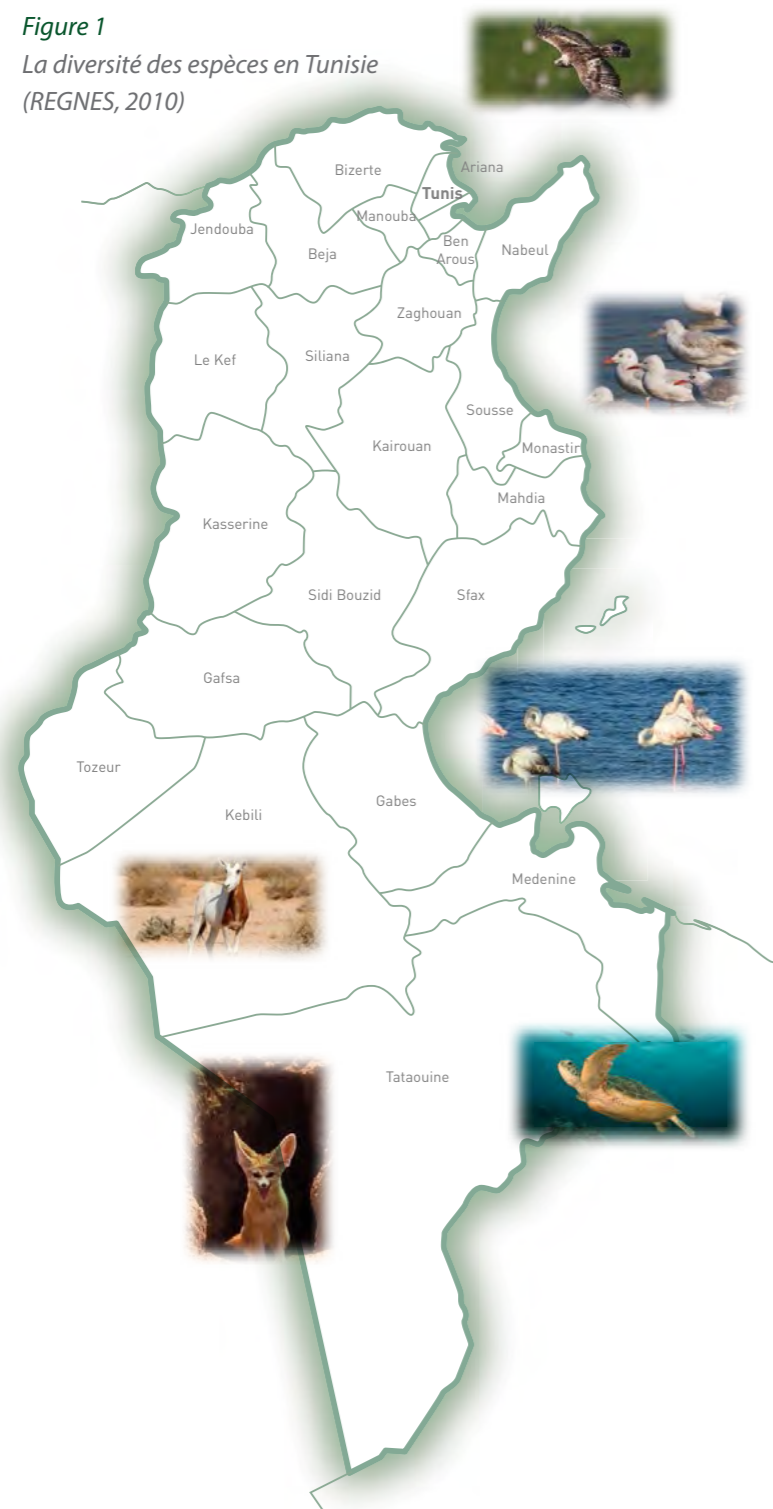 Figure 1
La diversité des espèces en Tunisie
(REGNES, 2010)
Ariana
Bizerte
Tunis
Manouba
Jendouba
Ben
Arous
Nabeul
Beja
Zaghouan
Le Kef
Siliana
Sousse
Kairouan
Monastir
Mahdia
Kasserine
Sidi Bouzid
Sfax
Gafsa
Tozeur
Gabes
Kebili
Medenine
Tataouine